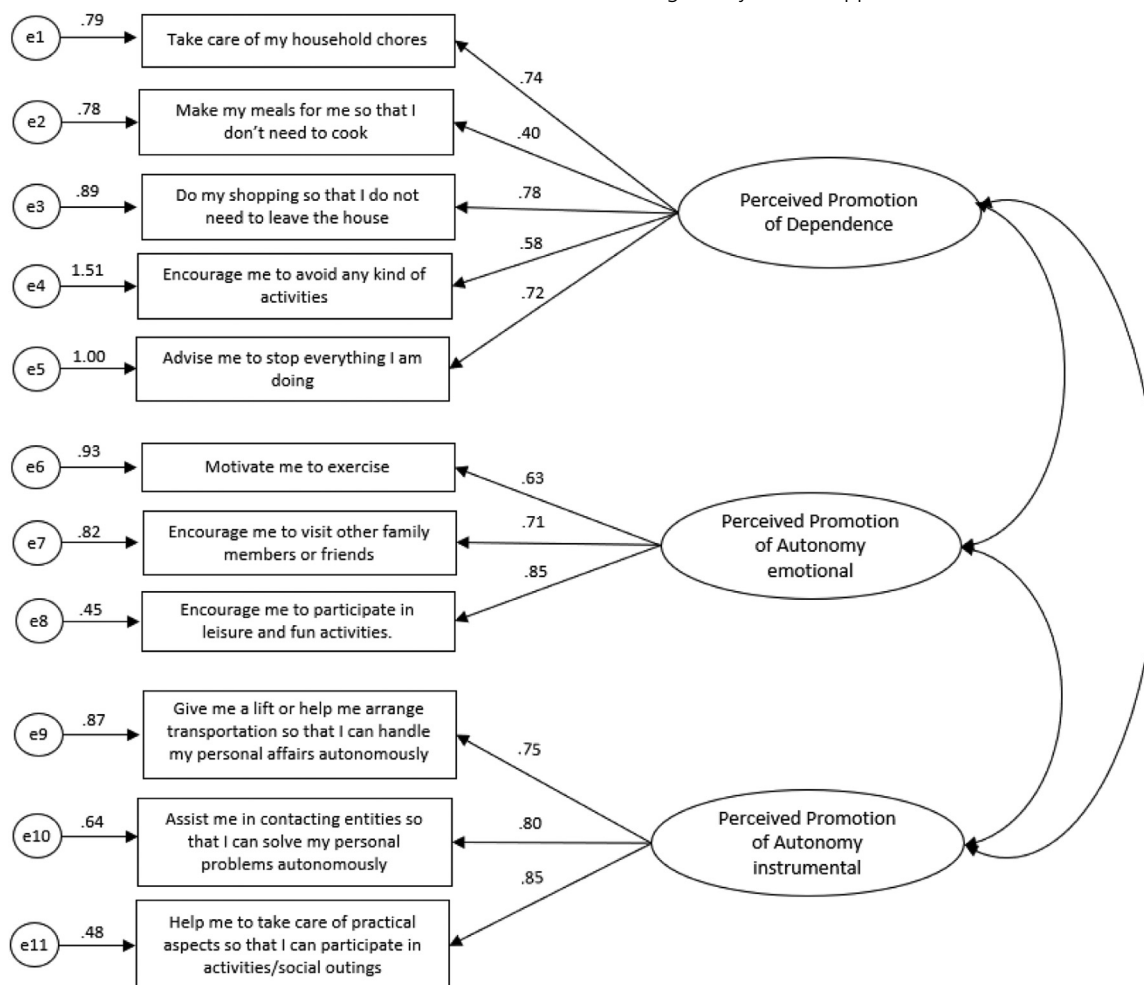 e1
.79
Take care of my household chores
.74
e2
.78
Make my meals for me so that I
don't need to cook
.40
e3
.89
Do my shopping so that I do not
need to leave the house
.78
Perceived Promotion
of Dependence
e4
1.51
Encourage me to avoid any kind of
activities
.58
e5
1.00
Advise me to stop everything I am
doing
.72
e6
.93
Motivate me to exercise
.63
e7
.82
Encourage me to visit other family
members or friends
.71
Perceived Promotion
of Autonomy
emotional
e8
.45
Encourage me to participate in
leisure and fun activities.
.85
e9
.87
Give me a lift or help me arrange
transportation so that I can handle
my personal affairs autonomously
.75
e10
.64
Assist me in contacting entities so
that I can solve my personal
problems autonomously
.80
Perceived Promotion
of Autonomy
instrumental
e11
.48
Help me to take care of practical
aspects so that I can participate in
activities/social outings
.85